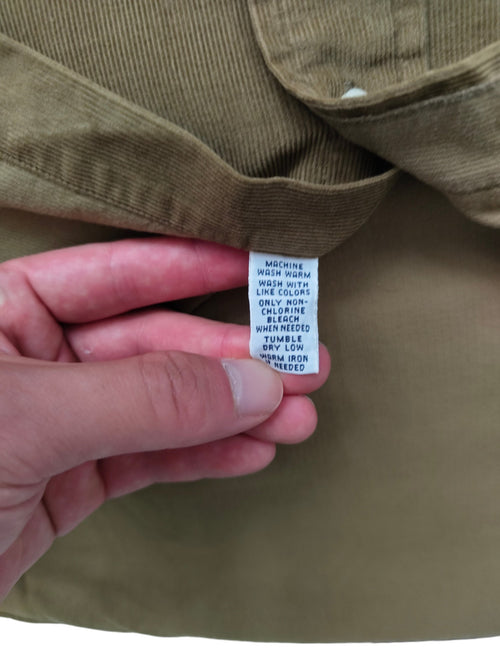 MACHINE
WASH WARM
WASH WITH
LIKE COLORS
ONLY NON-
CHLORINE
BLEACH
WHEN NEEDED
TUMBLE
DRY LOW
WARM IRON
NEEDED